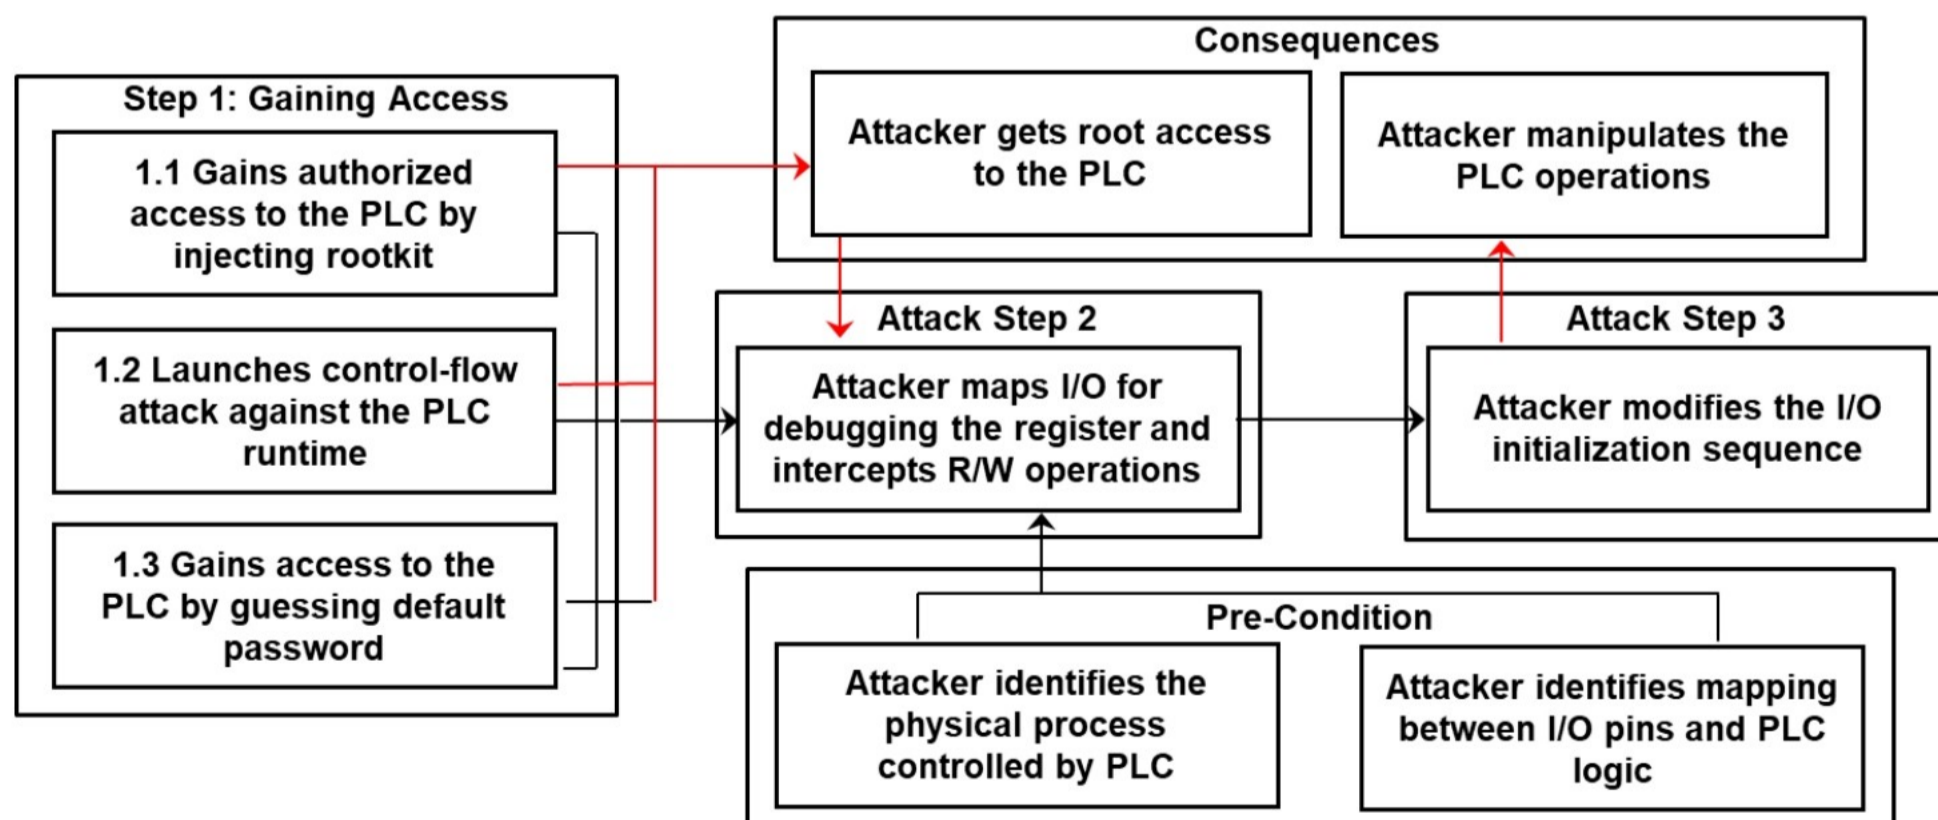 Step 1: Gaining Access
1.1 Gains authorized
access to the PLC by
injecting rootkit
1.2 Launches control-flow
attack against the PLC
runtime
1.3 Gains access to the
PLC by guessing default
password
Consequences
Attacker gets root access
to the PLC
Attacker manipulates the
PLC operations
Attack Step 2
Attacker maps I/O for
debugging the register and
intercepts R/W operations
Attack Step 3
Attacker modifies the I/O
initialization sequence
Pre-Condition
Attacker identifies the
physical process
controlled by PLC
Attacker identifies mapping
between I/O pins and PLC
logic